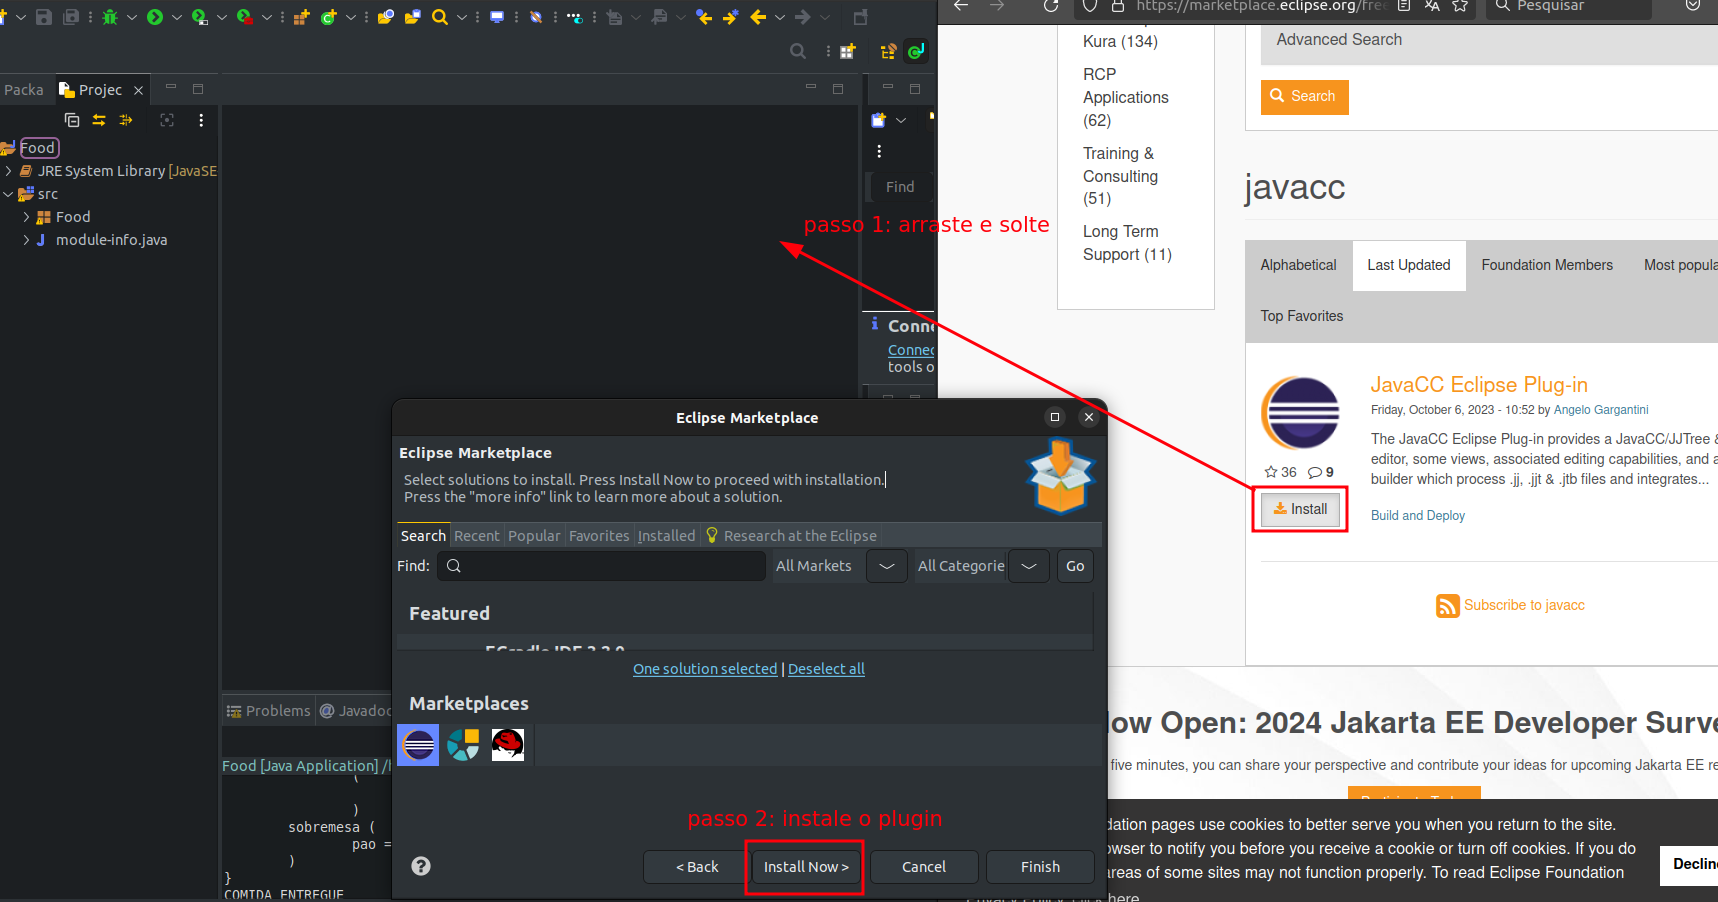 https://marketplace.eclipse.org/free
Pesquisar
Packa
Projec
Food
JRE System Library [JavaSE
src
Food
module-info.java
Find
Conne
Connec
tools o
passo 1: arraste e solte
Kura (134)
RCP
Applications
(62)
Training &
Consulting
(51)
Long Term
Support (11)
Advanced Search
Search
javacc
Alphabetical
Last Updated
Foundation Members
Most popula
Top Favorites
JavaCC Eclipse Plug-in
Friday, October 6, 2023 - 10:52 by Angelo Gargantini
The JavaCC Eclipse Plug-in provides a JavaCC/JJTree &
editor, some views, associated editing capabilities, and a
builder which process .jj, .jjt & .jtb files and integrates...
36
9
Install
Build and Deploy
Subscribe to javacc
Eclipse Marketplace
Eclipse Marketplace
Select solutions to install. Press Install Now to proceed with installation.
Press the "more info" link to learn more about a solution.
Search
Recent
Popular
Favorites
Installed
Research at the Eclipse
Find:
All Markets
All Categorie
Go
Featured
One solution selected | Deselect all
Marketplaces
passo 2: instale o plugin
< Back
Install Now >
Cancel
Finish
Problems
@ Javadoc
Food [Java Application] /
(
)
sobremesa (
pao =
)
}
COMIDA ENTREGUE
low Open: 2024 Jakarta EE Developer Surve
five minutes, you can share your perspective and contribute your ideas for upcoming Jakarta EE re
dation pages use cookies to better serve you when you return to the site.
owser to notify you before you receive a cookie or turn off cookies. If you do
areas of some sites may not function properly. To read Eclipse Foundation
here.
Decline